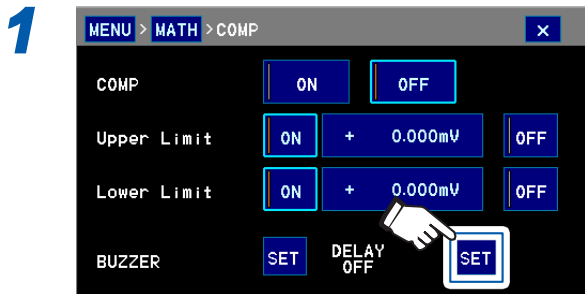 1
MENU > MATH > COMP ×
COMP ON OFF
Upper Limit ON + 0.000mV OFF
Lower Limit ON + 0.000mV OFF
BUZZER SET DELAY OFF SET